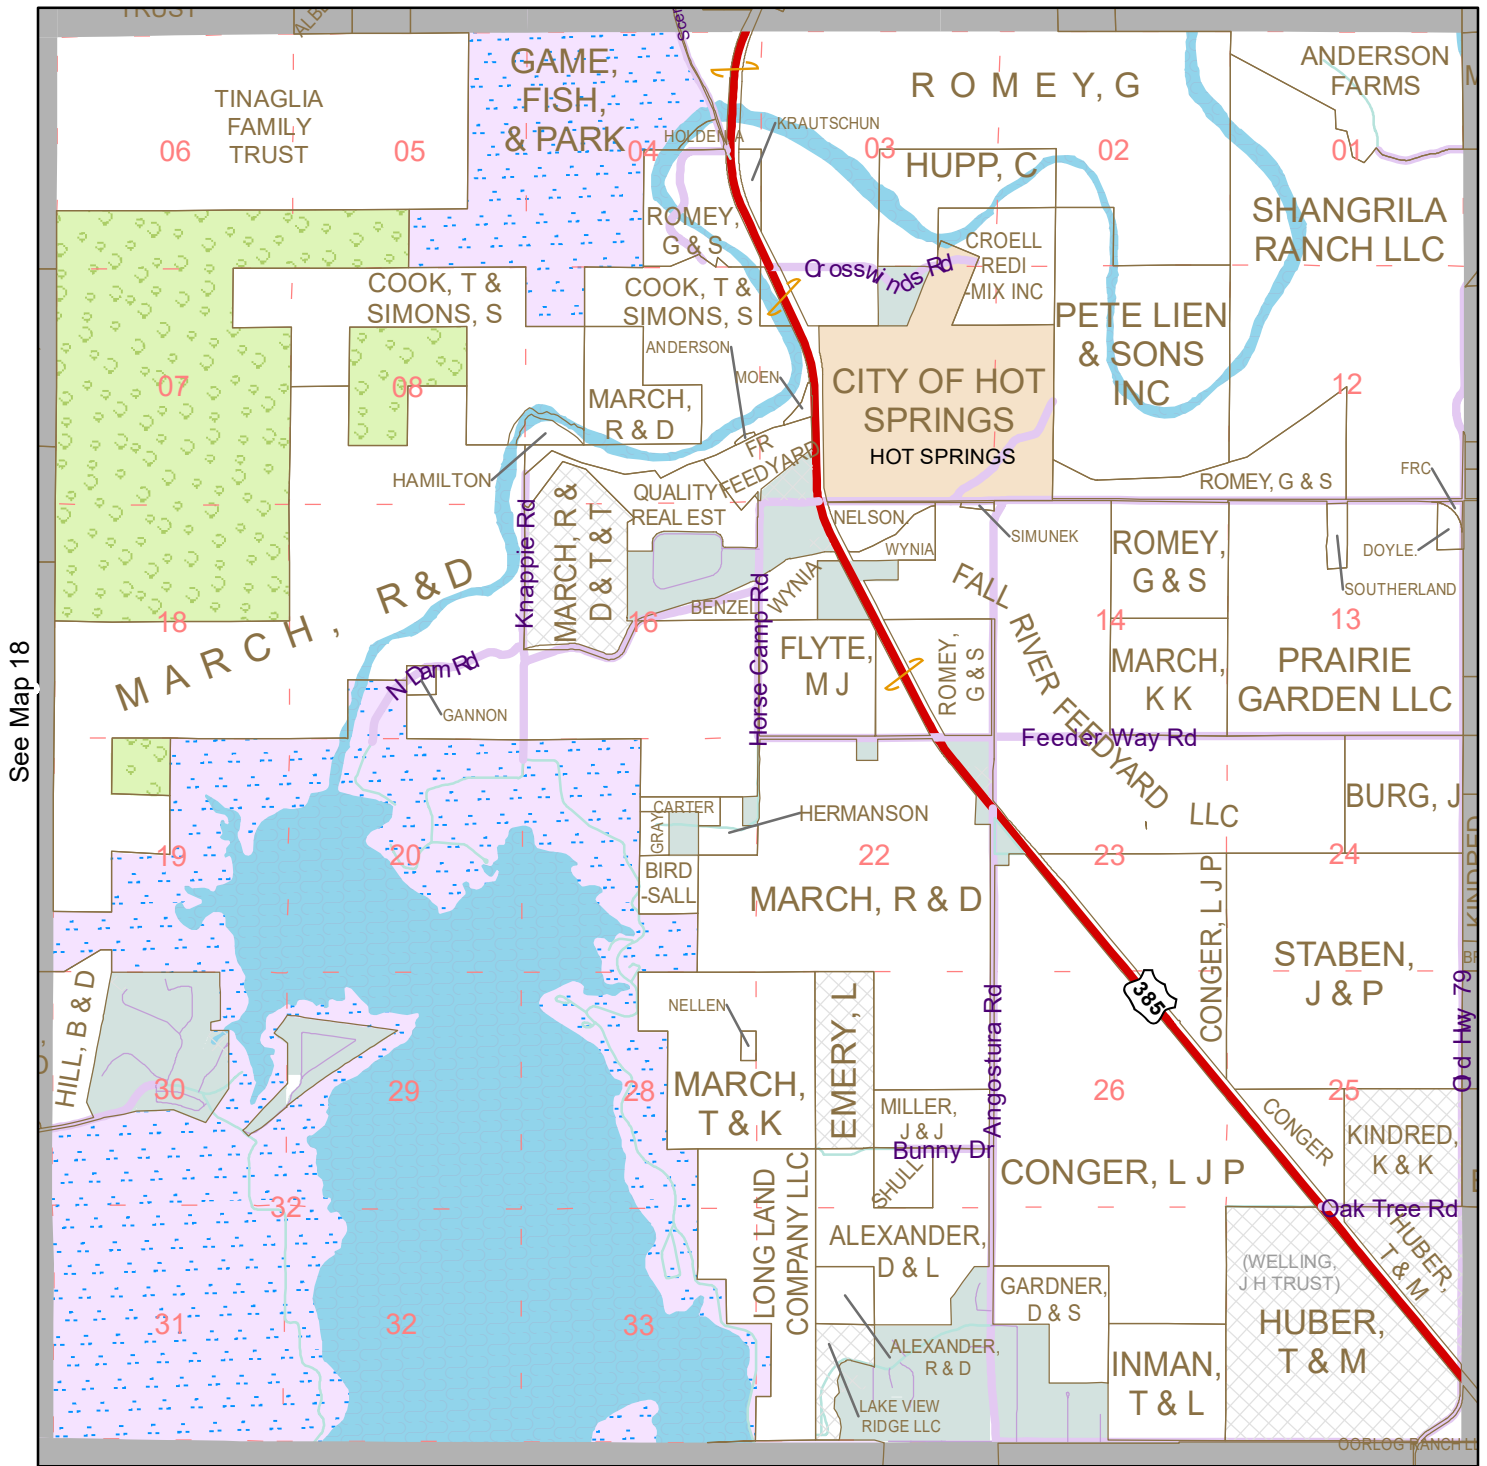 TRUST
ALBE
Scen
GAME,
FISH,
& PARK
ROMEY, G
ANDERSON
FARMS
TINAGLIA
FAMILY
TRUST
06
05
04
HOLDEN, A
KRAUTSCHUN
03
HUPP, C
02
01
ROMEY,
G & S
SHANGRILA
RANCH LLC
CROELL
REDI
-MIX INC
Crosswinds Rd
COOK, T &
SIMONS, S
COOK, T &
SIMONS, S
PETE LIEN
& SONS
INC
ANDERSON
MOEN
07
08
MARCH,
R & D
CITY OF HOT
SPRINGS
HOT SPRINGS
12
FR
FEEDYARD
HAMILTON
QUALITY
REAL EST
ROMEY, G & S
FRC
Knappie Rd
MARCH, R &
D & T & T
NELSON.
WYNIA
SIMUNEK
ROMEY,
G & S
DOYLE.
SOUTHERLAND
MARCH, R & D
18
16
BENZEL
WYNIA
Horse Camp Rd
FALL RIVER FEEDYARD, LLC
14
13
See Map 18
N Dam Rd
GANNON
FLYTE,
M J
ROMEY,
G & S
MARCH,
K K
PRAIRIE
GARDEN LLC
Feeder Way Rd
BURG, J
CARTER
GRAY
HERMANSON
19
20
22
23
24
BIRD
-SALL
MARCH, R & D
CONGER, L J P
STABEN,
J & P
KINDRED
BR
HILL, B & D
NELLEN
EMERY, L
Angostura Rd
385
Old Hwy 79
30
29
28
MARCH,
T & K
MILLER,
J & J
26
25
CONGER
KINDRED,
K & K
Bunny Dr
SHULL
CONGER, L J P
32
LONG LAND
COMPANY LLC
ALEXANDER,
D & L
Oak Tree Rd
HUBER,
T & M
(WELLING,
J H TRUST)
31
32
33
GARDNER,
D & S
HUBER,
T & M
ALEXANDER,
R & D
INMAN,
T & L
LAKE VIEW
RIDGE LLC
OORLOG RANCH LL